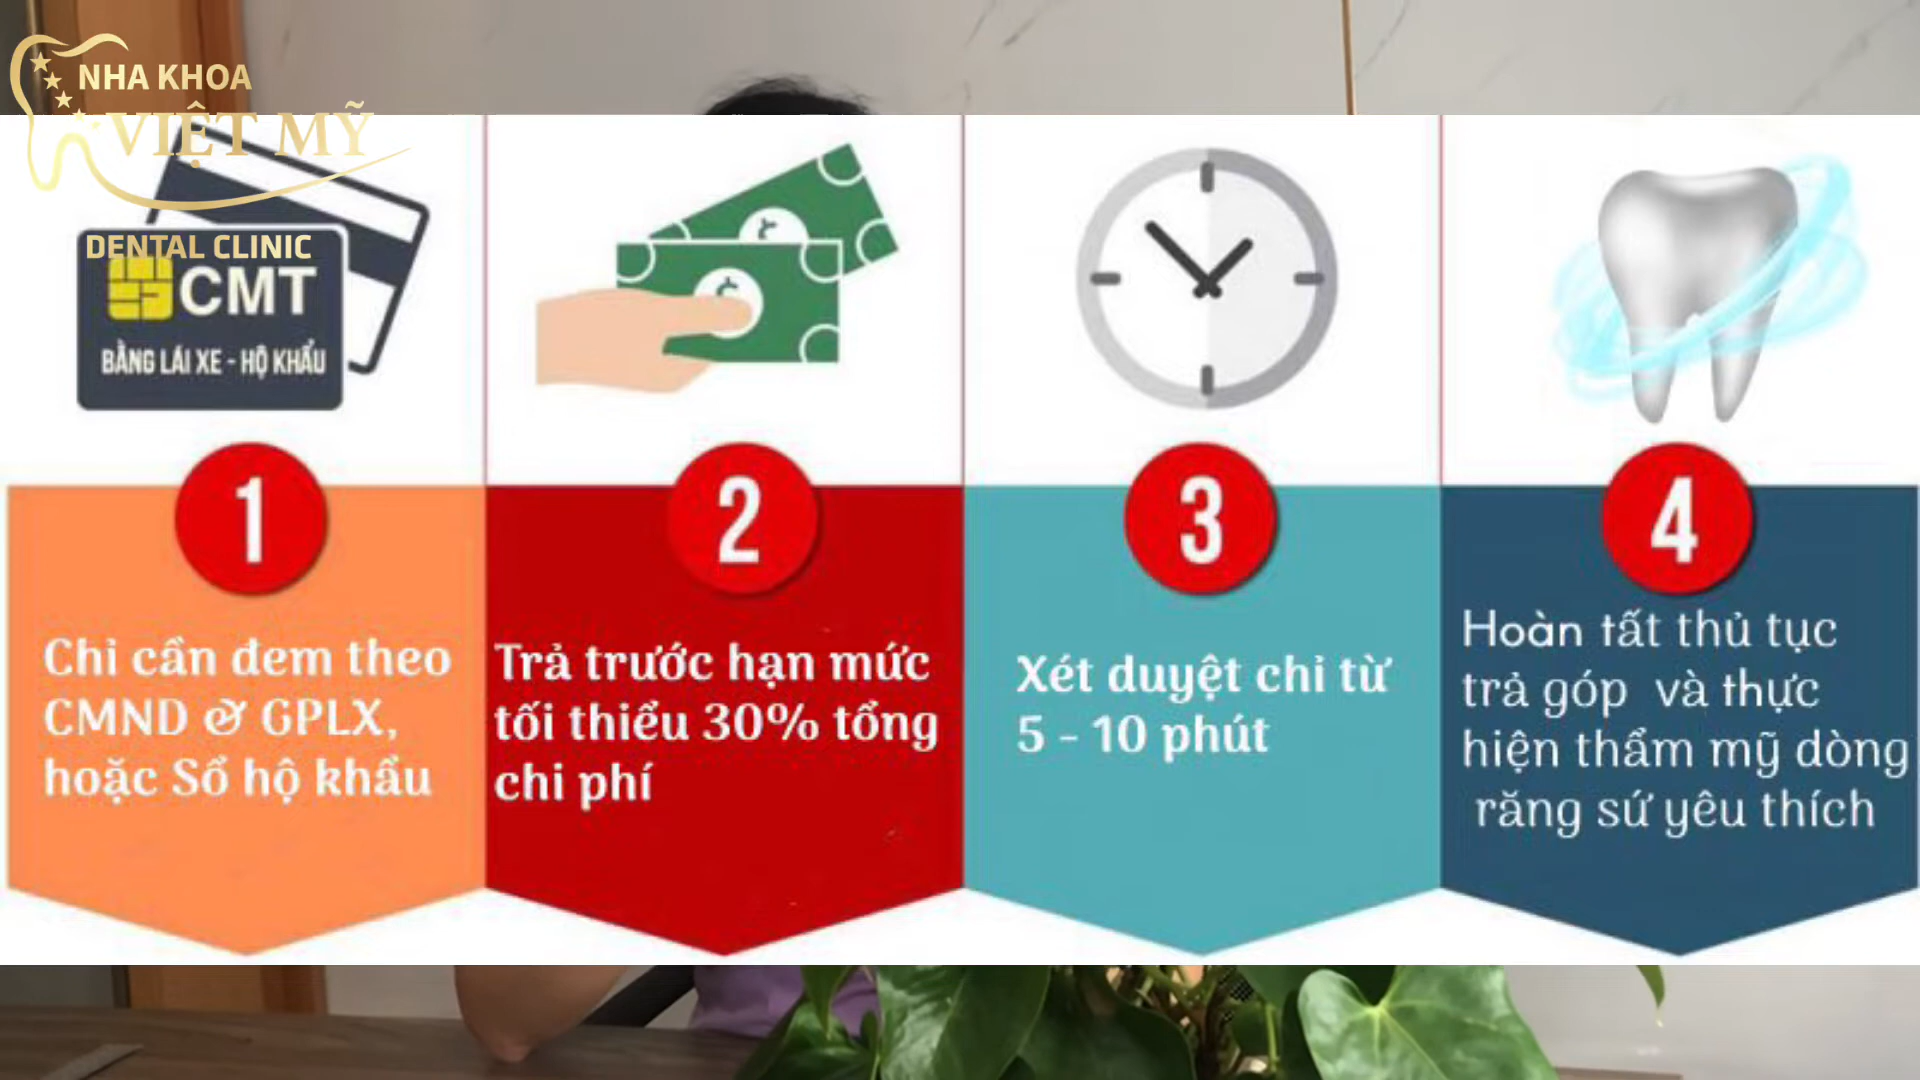 NHA KHOA
VIỆT MỸ
DENTAL CLINIC
CMT
BẰNG LÁI XE - HỘ KHẨU
1
Chỉ cần đem theo
CMND & GPLX,
hoặc Sổ hộ khẩu
2
Trả trước hạn mức
tối thiểu 30% tổng
chi phí
3
Xét duyệt chỉ từ
5 - 10 phút
4
Hoàn tất thủ tục
trả góp và thực
hiện thẩm mỹ dòng
răng sứ yêu thích